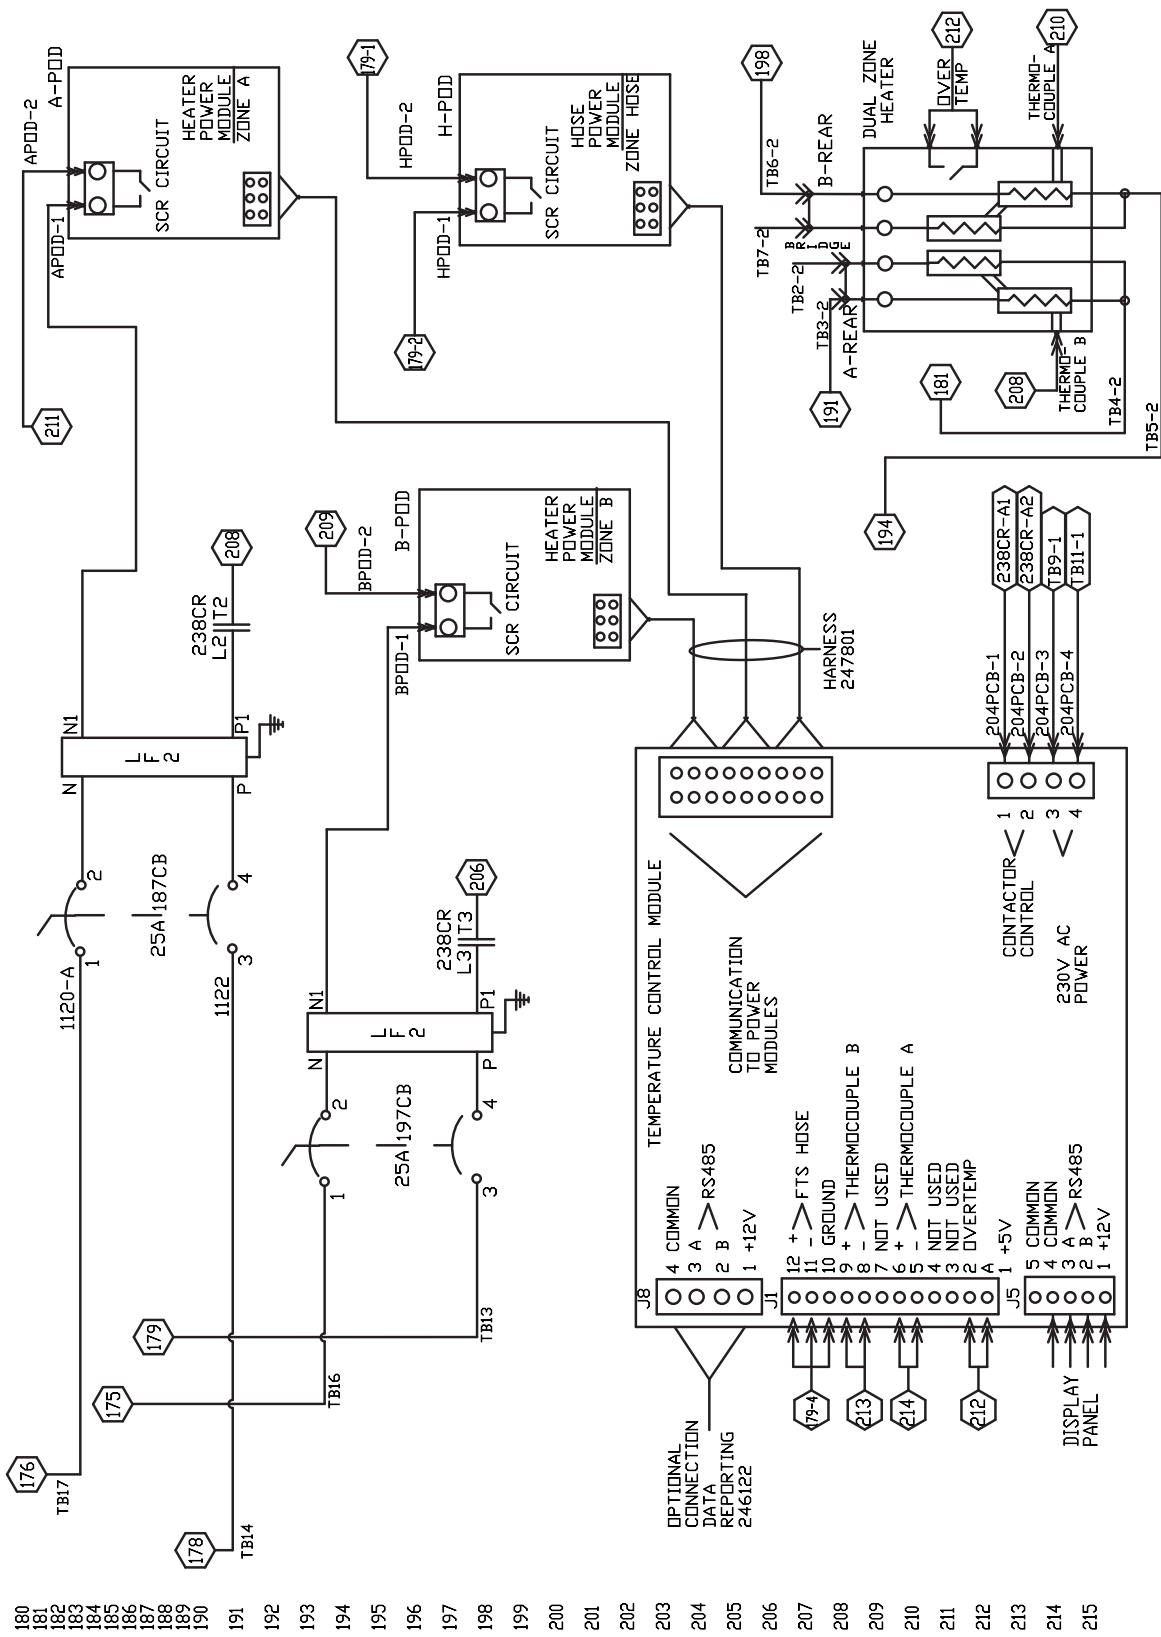 180
181
182
183
184
185
186
187
188
189
190
191
192
193
194
195
196
197
198
199
200
201
202
203
204
205
206
207
208
209
210
211
212
213
214
215
176
TB17
1120-A
1
2
25A 187CB
178
TB14
1122
3
4
N
P
LF2
N1
P1
238CR
L2 T2
208
175
TB16
179
TB13
1
2
3
4
25A 197CB
N
P
LF2
N1
P1
238CR
L3 T3
206
211
APOD-1
APOD-2
A-POD
SCR CIRCUIT
HEATER
POWER
MODULE
ZONE A
179-1
179-2
HPOD-1
HPOD-2
H-POD
SCR CIRCUIT
HOSE
POWER
MODULE
ZONE HOSE
209
BPOD-1
BPOD-2
B-POD
SCR CIRCUIT
HEATER
POWER
MODULE
ZONE B
HARNESS
247801
198
TB6-2
TB7-2
TB2-2
TB3-2
BRIDGE
B-REAR
A-REAR
191
DUAL ZONE
HEATER
OVER
TEMP
212
THERMO-
COUPLE A
210
THERMO-
COUPLE B
208
181
194
TB4-2
TB5-2
TEMPERATURE CONTROL MODULE
COMMUNICATION
TO POWER
MODULES
204PCB-1
204PCB-2
204PCB-3
204PCB-4
238CR-A1
238CR-A2
TB9-1
TB11-1
1
2
3
4
CONTACTOR
CONTROL
230V AC
POWER
J8
4 COMMON
3 A
2 B
RS485
1 +12V
OPTIONAL
CONNECTION
DATA
REPORTING
246122
J1
12 +
11 -
FTS HOSE
10 GROUND
9 +
8 -
THERMOCOUPLE B
7 NOT USED
6 +
5 -
THERMOCOUPLE A
4 NOT USED
3 NOT USED
2 OVERTEMP
A
1 +5V
179-4
213
214
212
J5
5 COMMON
4 COMMON
3 A
2 B
RS485
1 +12V
DISPLAY
PANEL